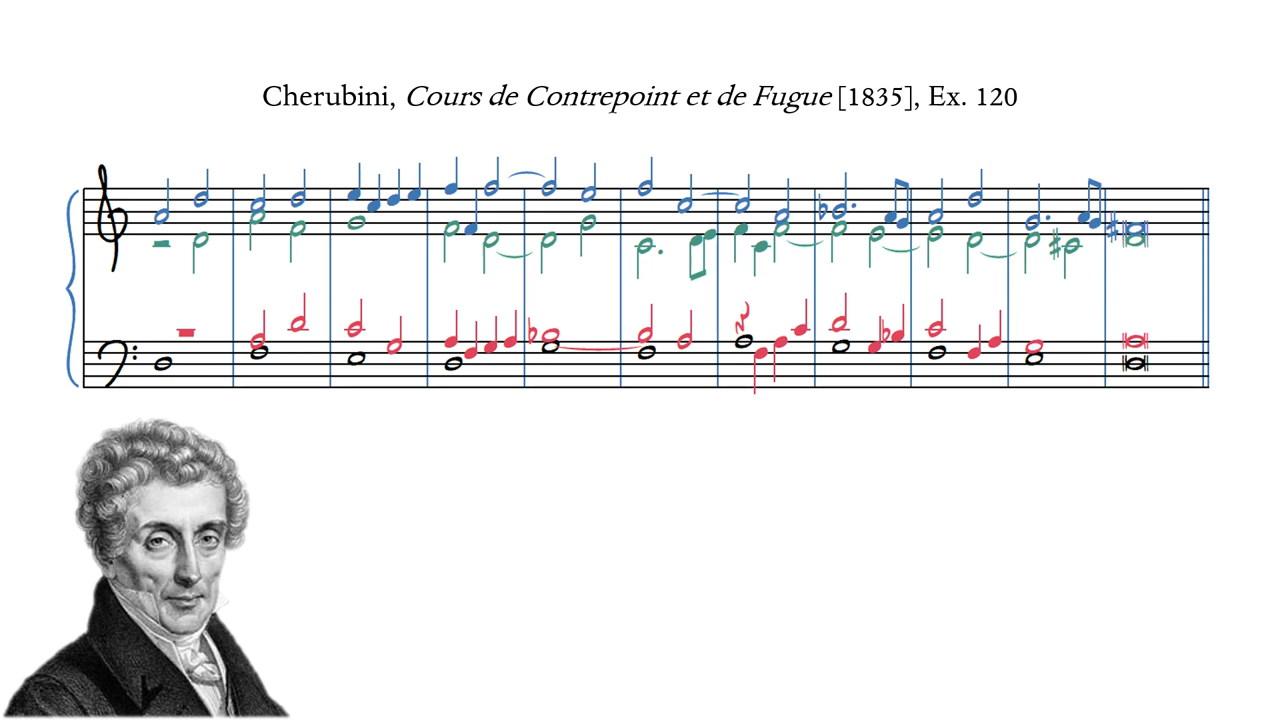 Cherubini, Cours de Contrepoint et de Fugue [1835], Ex. 120